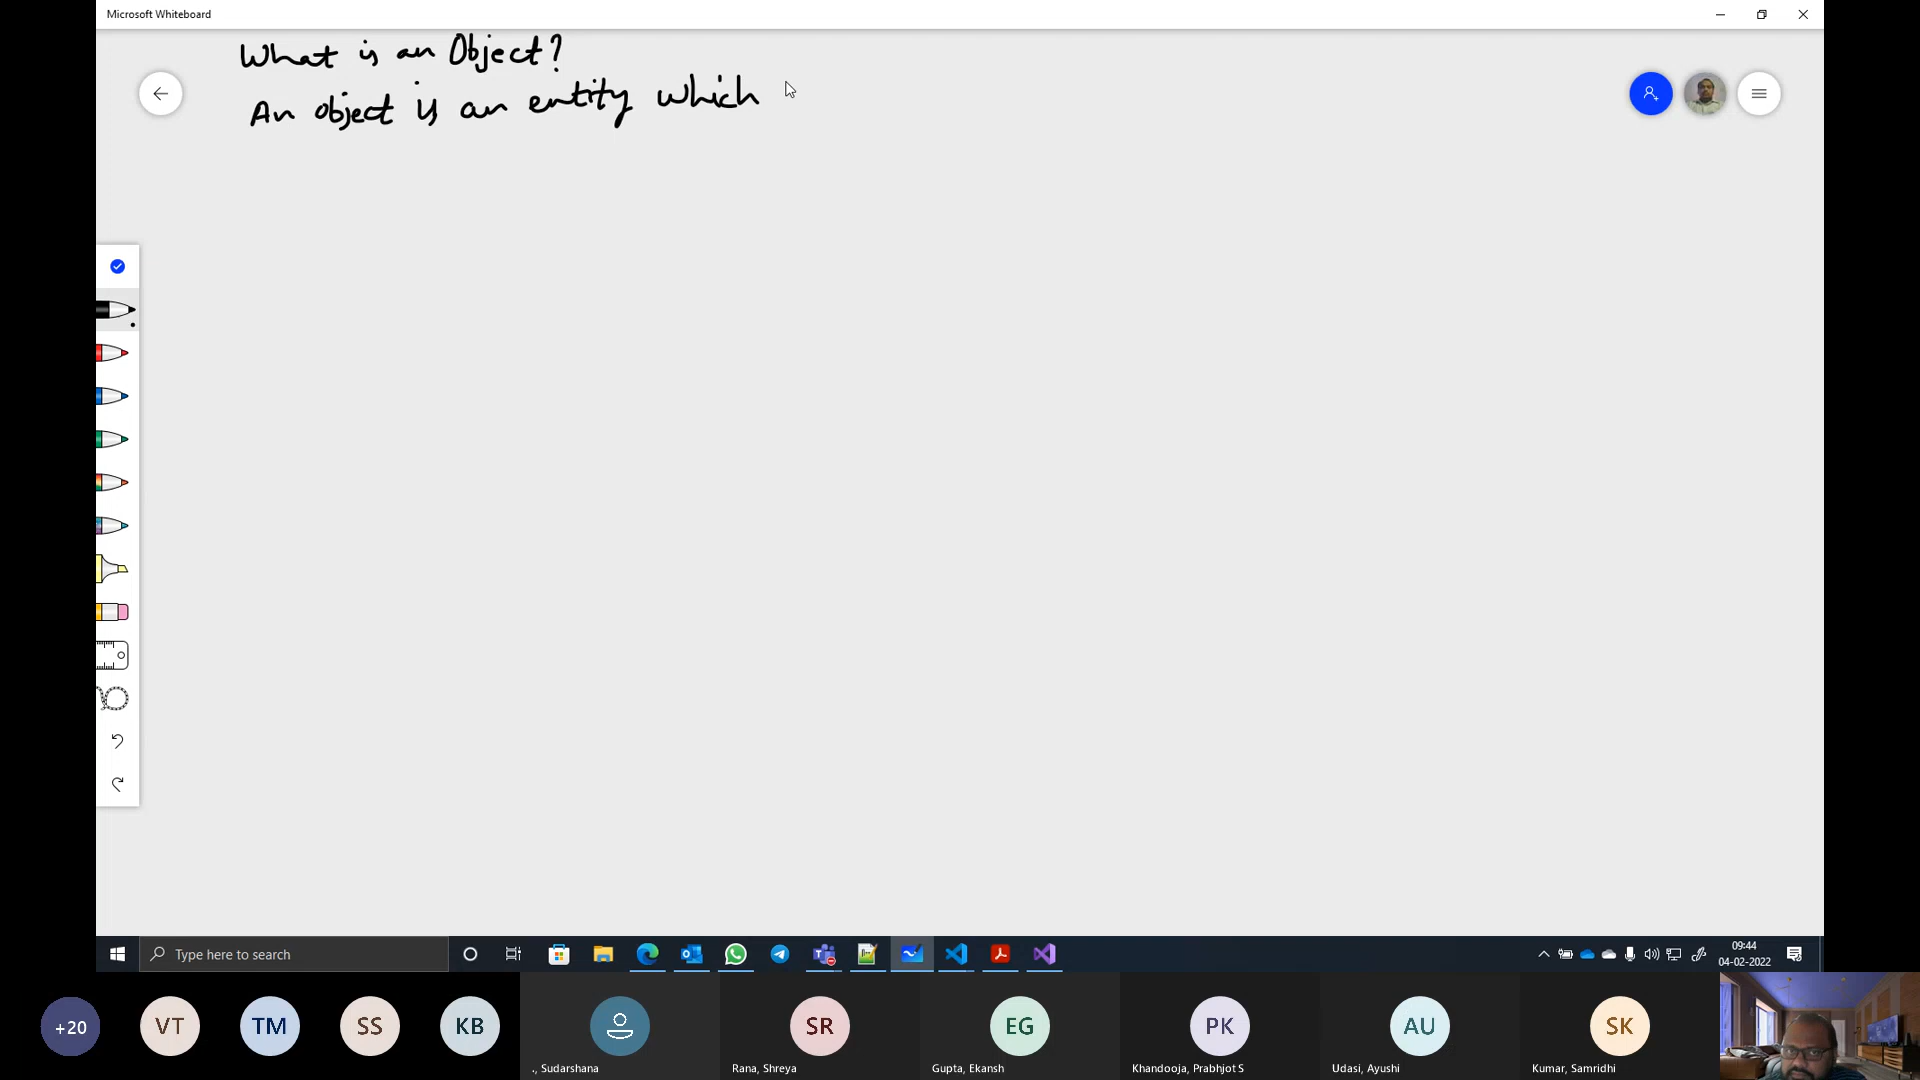 Microsoft Whiteboard
What is an Object?
An object is an entity which
Type here to search
09:44
04-02-2022
+20
VT
TM
SS
KB
SR
EG
PK
AU
SK
., Sudarshana
Rana, Shreya
Gupta, Ekansh
Khandooja, Prabhjot S
Udasi, Ayushi
Kumar, Samridhi